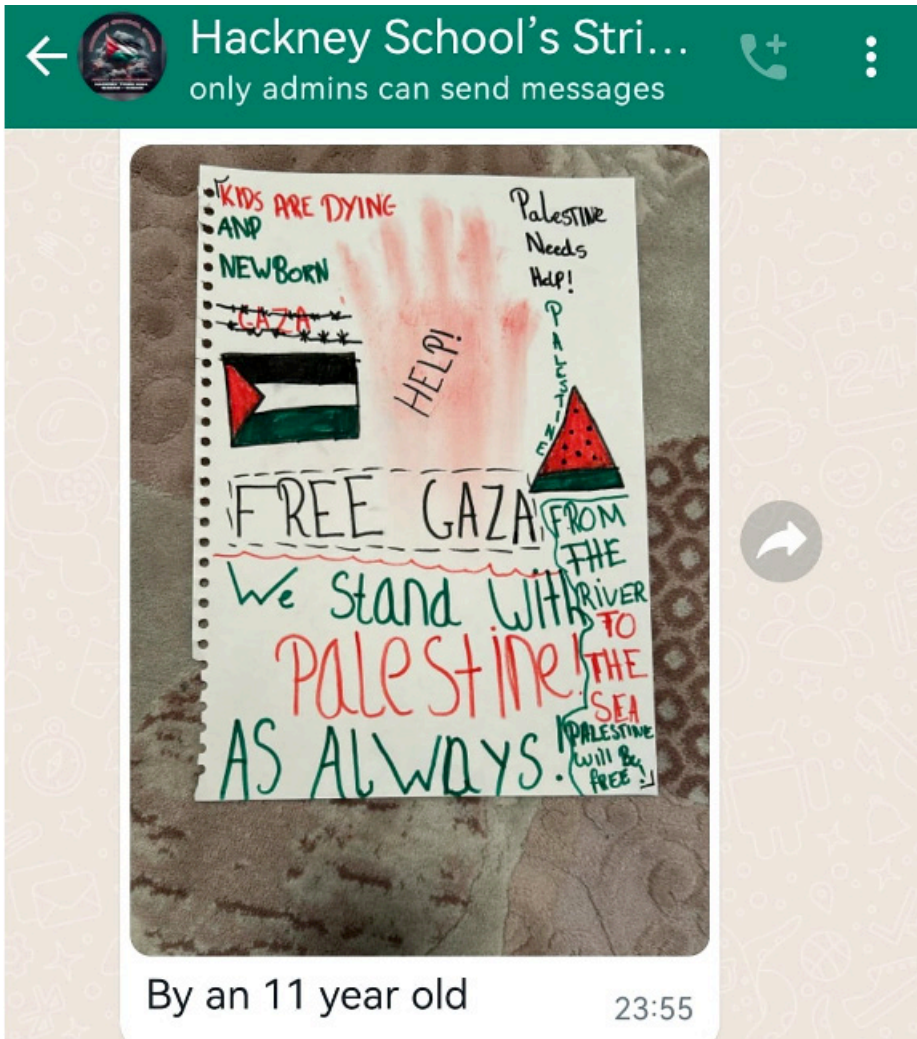 Hackney School's Stri...
only admins can send messages
KIDS ARE DYING
AND
NEWBORN
GAZA
HELP!
Palestine
Needs
Help!
PALESTINE
FREE GAZA
We Stand With
Palestine!
AS ALWAYS!
FROM
THE
RIVER
TO
THE
SEA
PALESTINE
will Be
FREE!
By an 11 year old
23:55